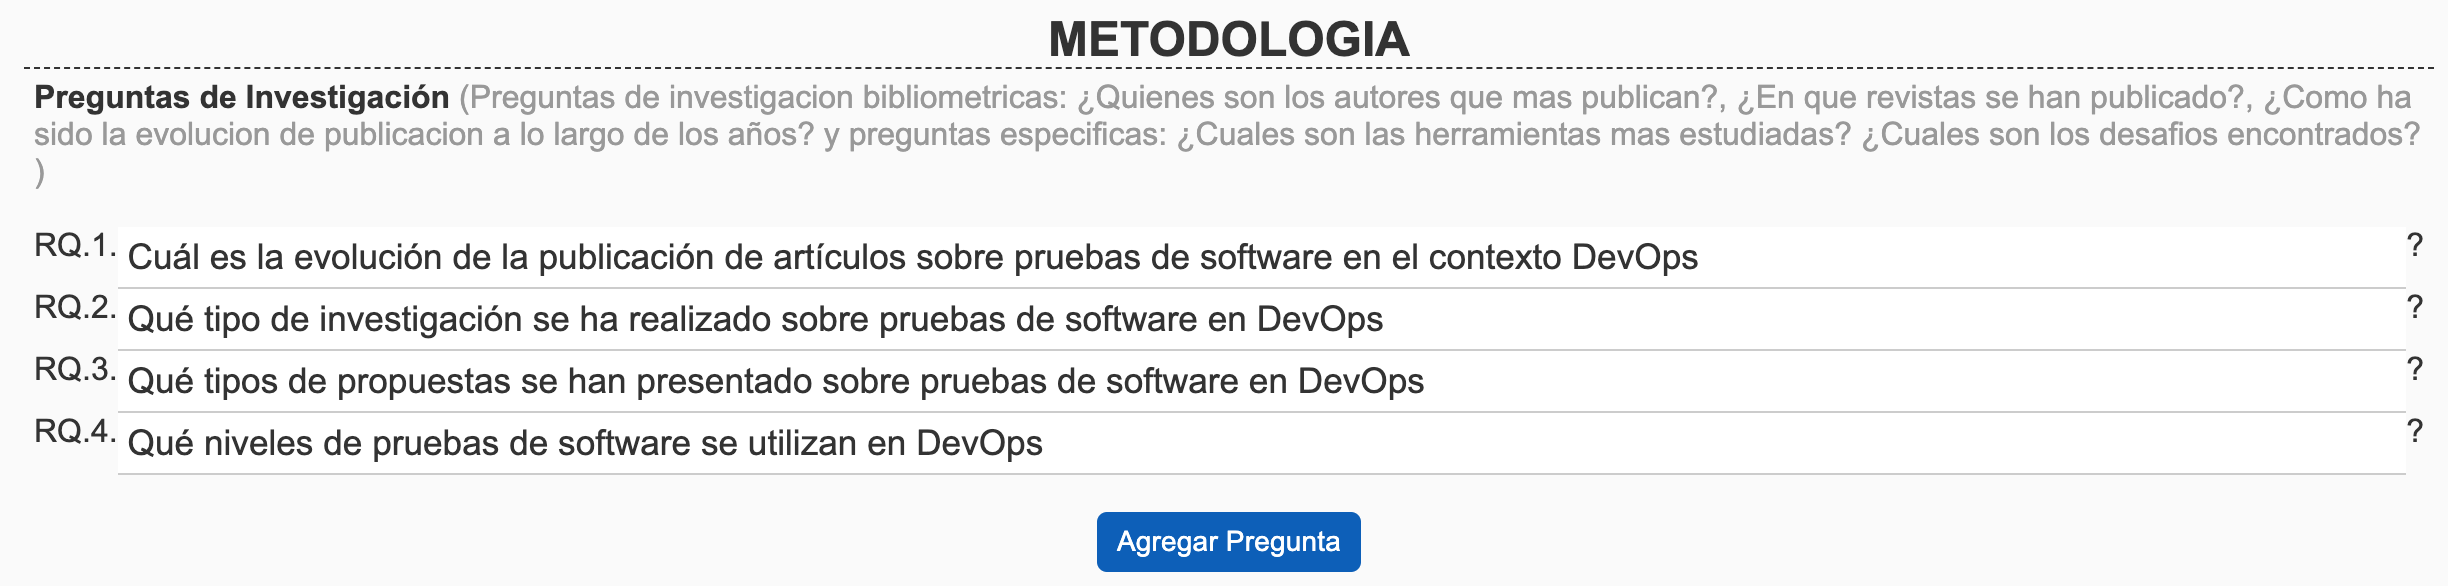 METODOLOGIA
Preguntas de Investigación (Preguntas de investigacion bibliometricas: ¿Quienes son los autores que mas publican?, ¿En que revistas se han publicado?, ¿Como ha
sido la evolucion de publicacion a lo largo de los años? y preguntas especificas: ¿Cuales son las herramientas mas estudiadas? ¿Cuales son los desafios encontrados?
)
RQ.1. Cuál es la evolución de la publicación de artículos sobre pruebas de software en el contexto DevOps ?
RQ.2. Qué tipo de investigación se ha realizado sobre pruebas de software en DevOps ?
RQ.3. Qué tipos de propuestas se han presentado sobre pruebas de software en DevOps ?
RQ.4. Qué niveles de pruebas de software se utilizan en DevOps ?
Agregar Pregunta